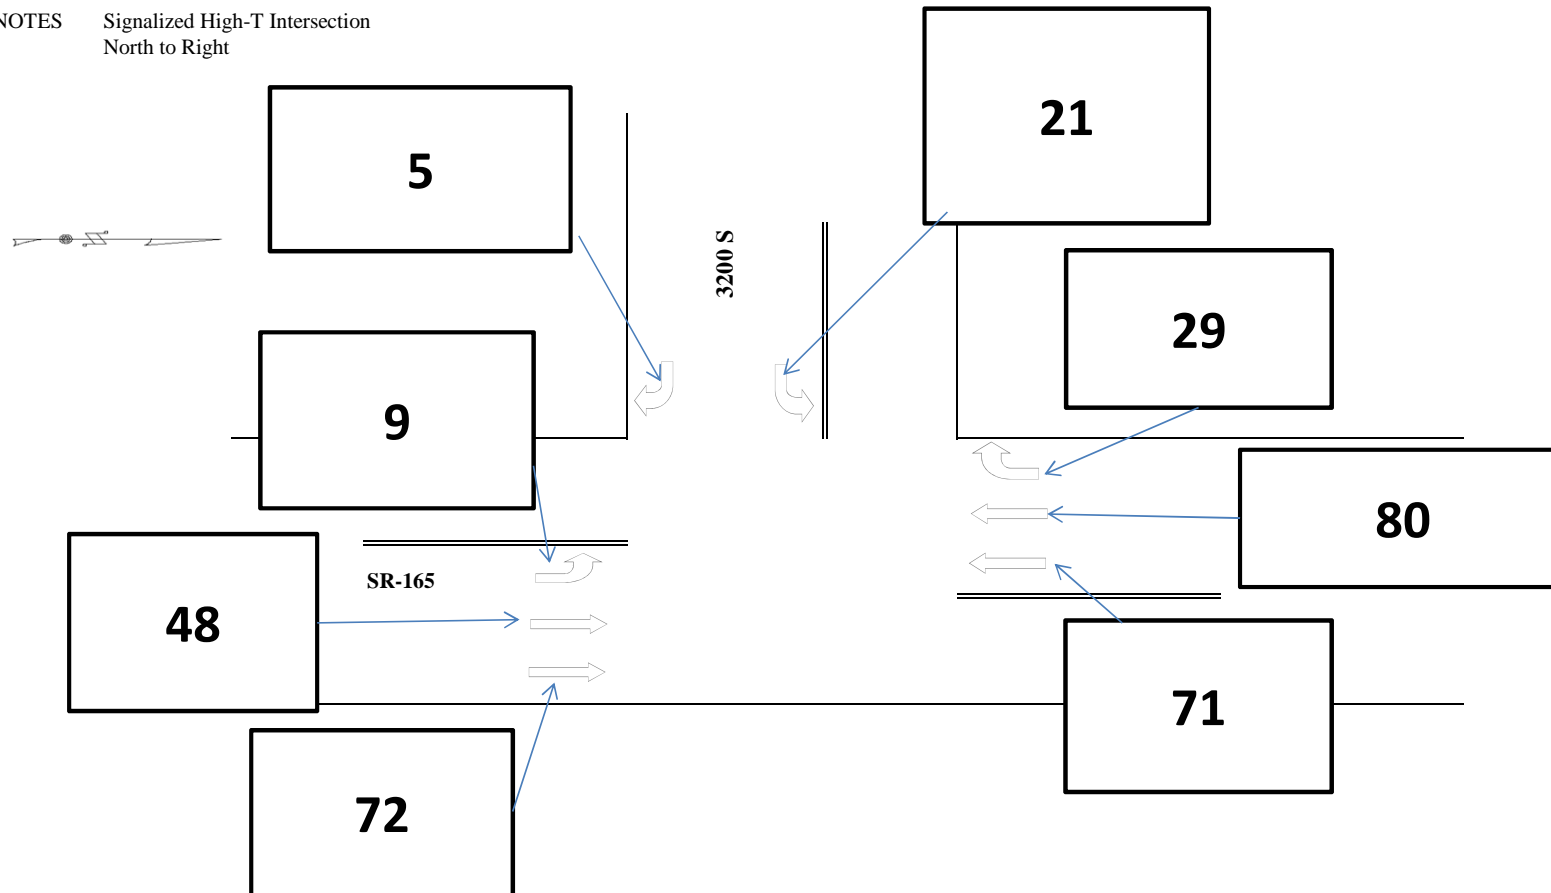 NOTES Signalized High-T Intersection
North to Right
21
5
3200 S
29
9
80
SR-165
48
71
72